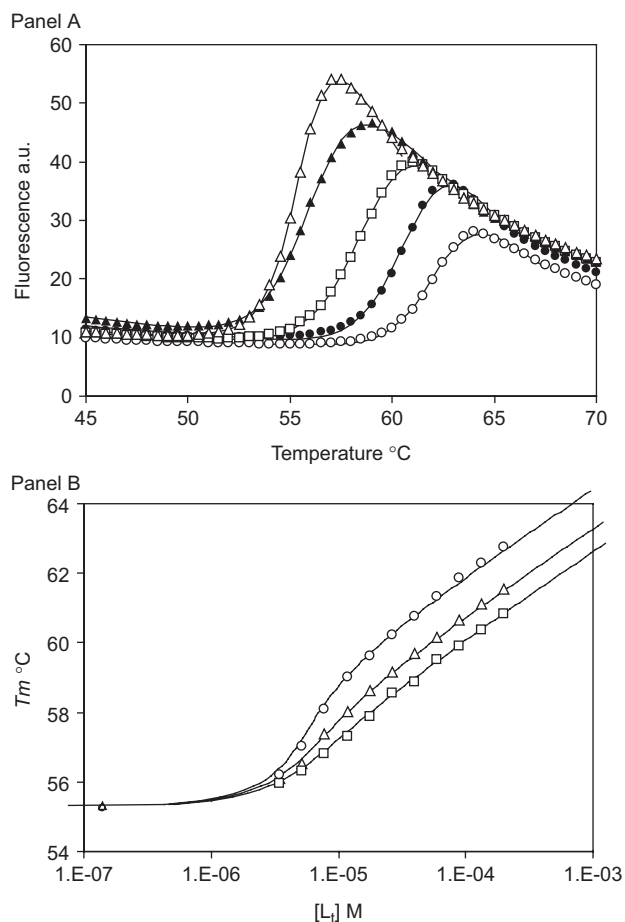 Panel A
60
50
40
30
20
10
0
Fluorescence a.u.
45 50 55 60 65 70
Temperature °C
Panel B
64
62
60
58
56
54
Tm °C
1.E-07 1.E-06 1.E-05 1.E-04 1.E-03
[Lt] M